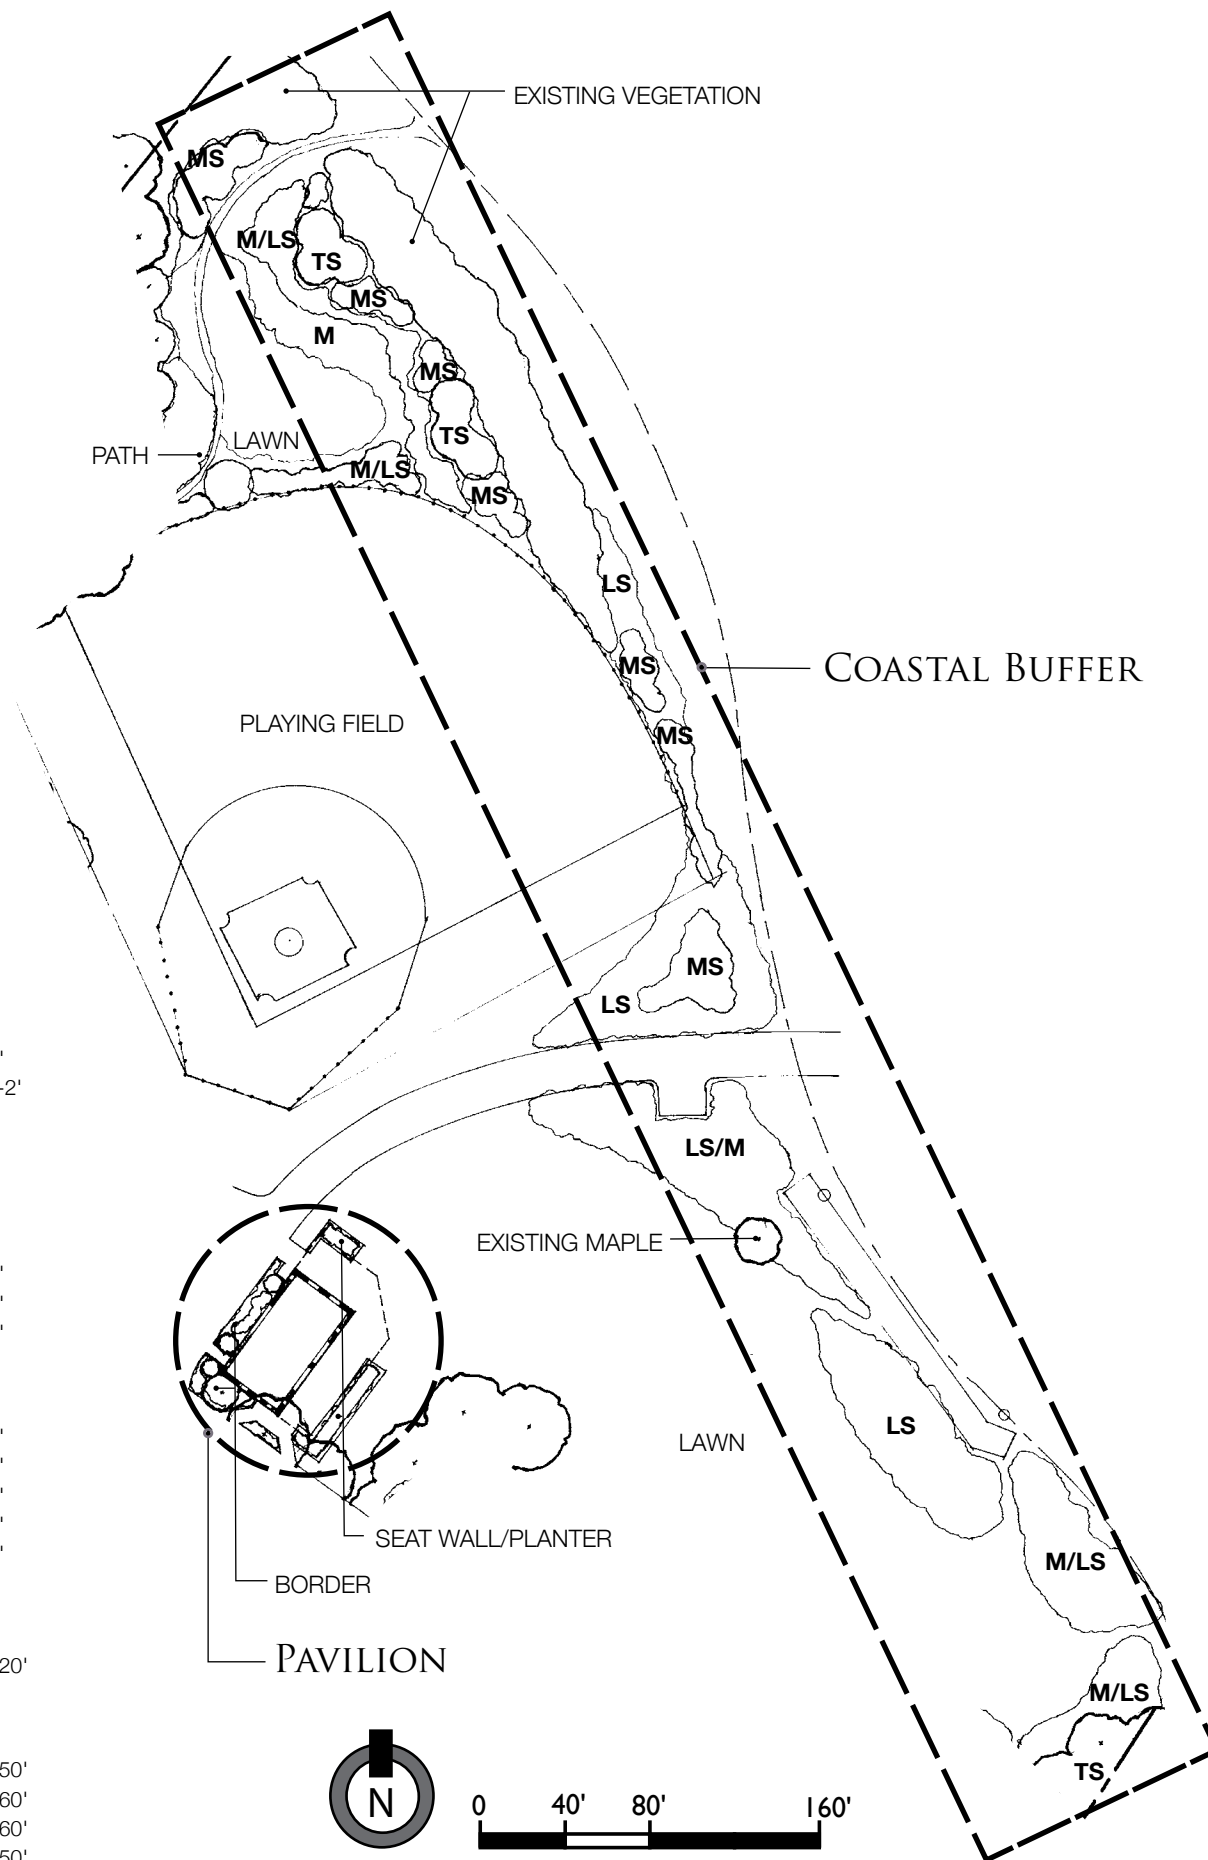 EXISTING VEGETATION
MS
M/LS
TS
MS
M
MS
TS
PATH
LAWN
M/LS
MS
LS
MS
COASTAL BUFFER
PLAYING FIELD
MS
MS
LS
-2'
LS/M
EXISTING MAPLE
LS
LAWN
SEAT WALL/PLANTER
M/LS
BORDER
PAVILION
20'
M/LS
50'
TS
60'
N
0 40' 80' 160'
60'
50'